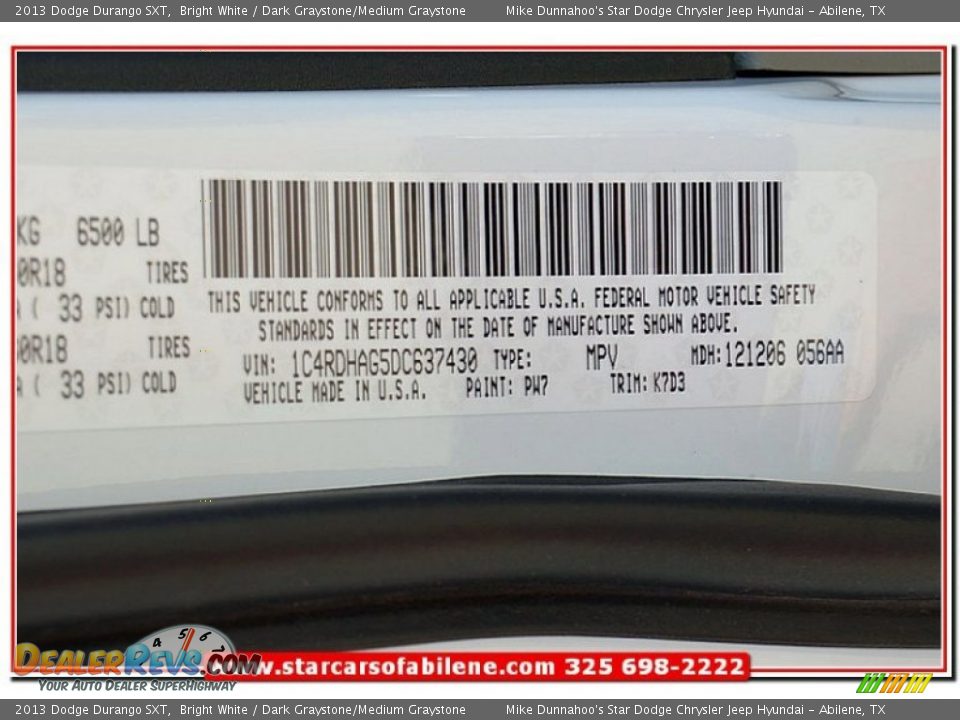 2013 Dodge Durango SXT,  Bright White / Dark Graystone/Medium Graystone    Mike Dunnahoo's Star Dodge Chrysler Jeep Hyundai - Abilene, TX
KG 6500 LB
0R18 TIRES
( 33 PSI) COLD
0R18 TIRES
( 33 PSI) COLD
THIS VEHICLE CONFORMS TO ALL APPLICABLE U.S.A. FEDERAL MOTOR VEHICLE SAFETY
STANDARDS IN EFFECT ON THE DATE OF MANUFACTURE SHOWN ABOVE.
VIN: 1C4RDHAG5DC637430 TYPE: MPV MDH:121206 056AA
VEHICLE MADE IN U.S.A. PAINT: PW7 TRIM:K7D3
4 5 6 7
DEALERREVS.COM
YOUR AUTO DEALER SUPERHIGHWAY
w.starcarsofabilene.com 325 698-2222
2013 Dodge Durango SXT,  Bright White / Dark Graystone/Medium Graystone    Mike Dunnahoo's Star Dodge Chrysler Jeep Hyundai - Abilene, TX